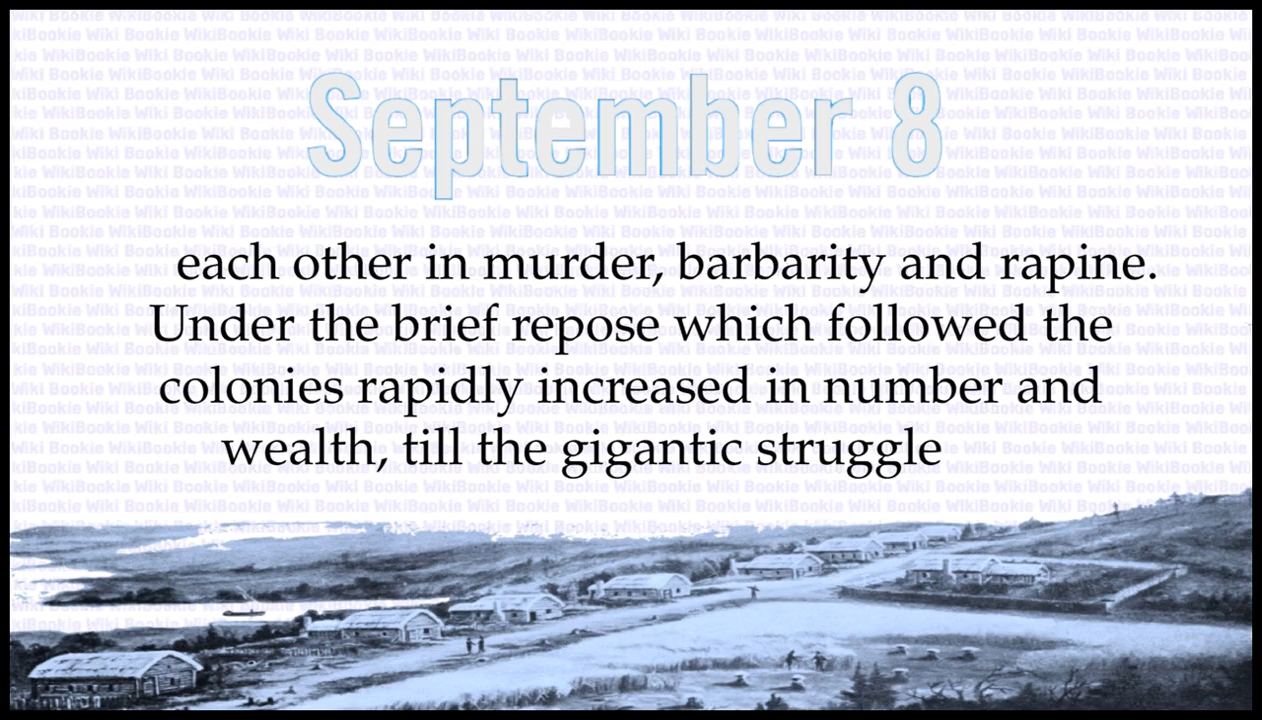 September 8
each other in murder, barbarity and rapine.
Under the brief repose which followed the
colonies rapidly increased in number and
wealth, till the gigantic struggle